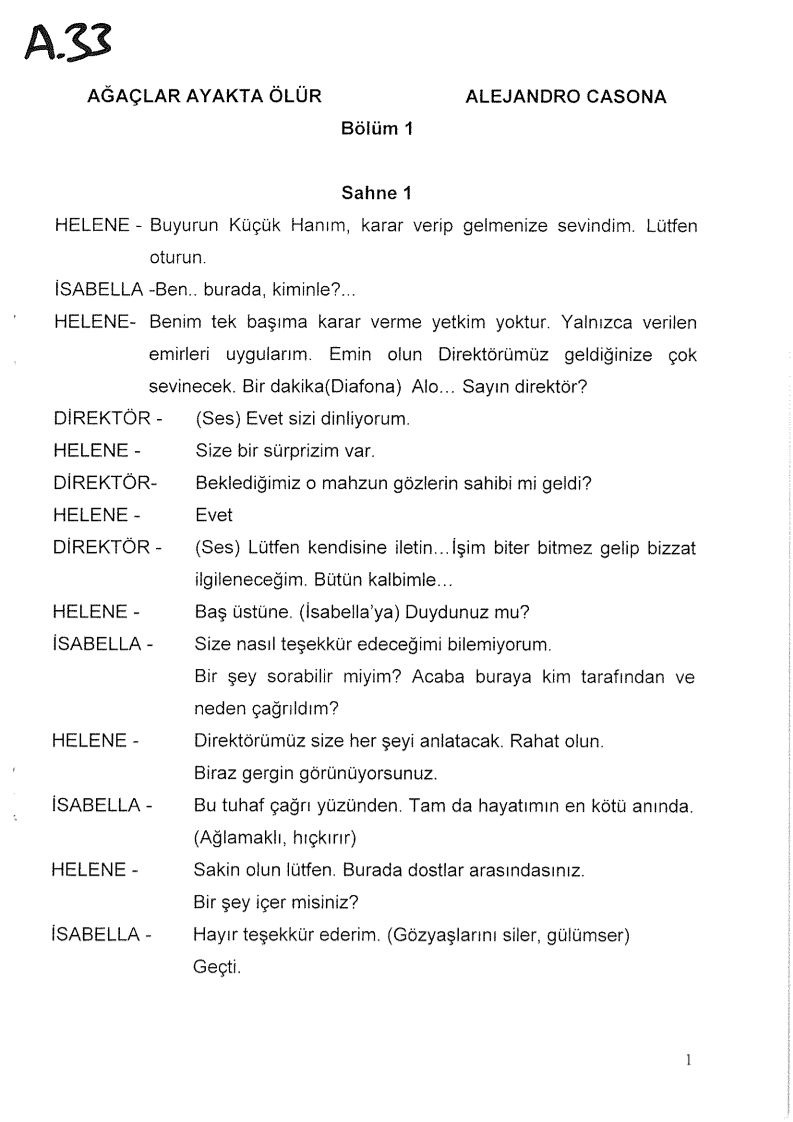 A.33
AĞAÇLAR AYAKTA ÖLÜR ALEJANDRO CASONA
Bölüm 1
Sahne 1
HELENE - Buyurun Küçük Hanım, karar verip gelmenize sevindim. Lütfen
oturun.
İSABELLA -Ben.. burada, kiminle?...
HELENE- Benim tek başıma karar verme yetkim yoktur. Yalnızca verilen
emirleri uygularım. Emin olun Direktörümüz geldiğinize çok
sevinecek. Bir dakika(Diafona) Alo... Sayın direktör?
DİREKTÖR - (Ses) Evet sizi dinliyorum.
HELENE - Size bir sürprizim var.
DİREKTÖR- Beklediğimiz o mahzun gözlerin sahibi mi geldi?
HELENE - Evet
DİREKTÖR - (Ses) Lütfen kendisine iletin...İşim biter bitmez gelip bizzat
ilgileneceğim. Bütün kalbimle...
HELENE - Baş üstüne. (İsabella'ya) Duydunuz mu?
İSABELLA - Size nasıl teşekkür edeceğimi bilemiyorum.
Bir şey sorabilir miyim? Acaba buraya kim tarafından ve
neden çağrıldım?
HELENE - Direktörümüz size her şeyi anlatacak. Rahat olun.
Biraz gergin görünüyorsunuz.
İSABELLA - Bu tuhaf çağrı yüzünden. Tam da hayatımın en kötü anında.
(Ağlamaklı, hıçkırır)
HELENE - Sakin olun lütfen. Burada dostlar arasındasınız.
Bir şey içer misiniz?
İSABELLA - Hayır teşekkür ederim. (Gözyaşlarını siler, gülümser)
Geçti.
1